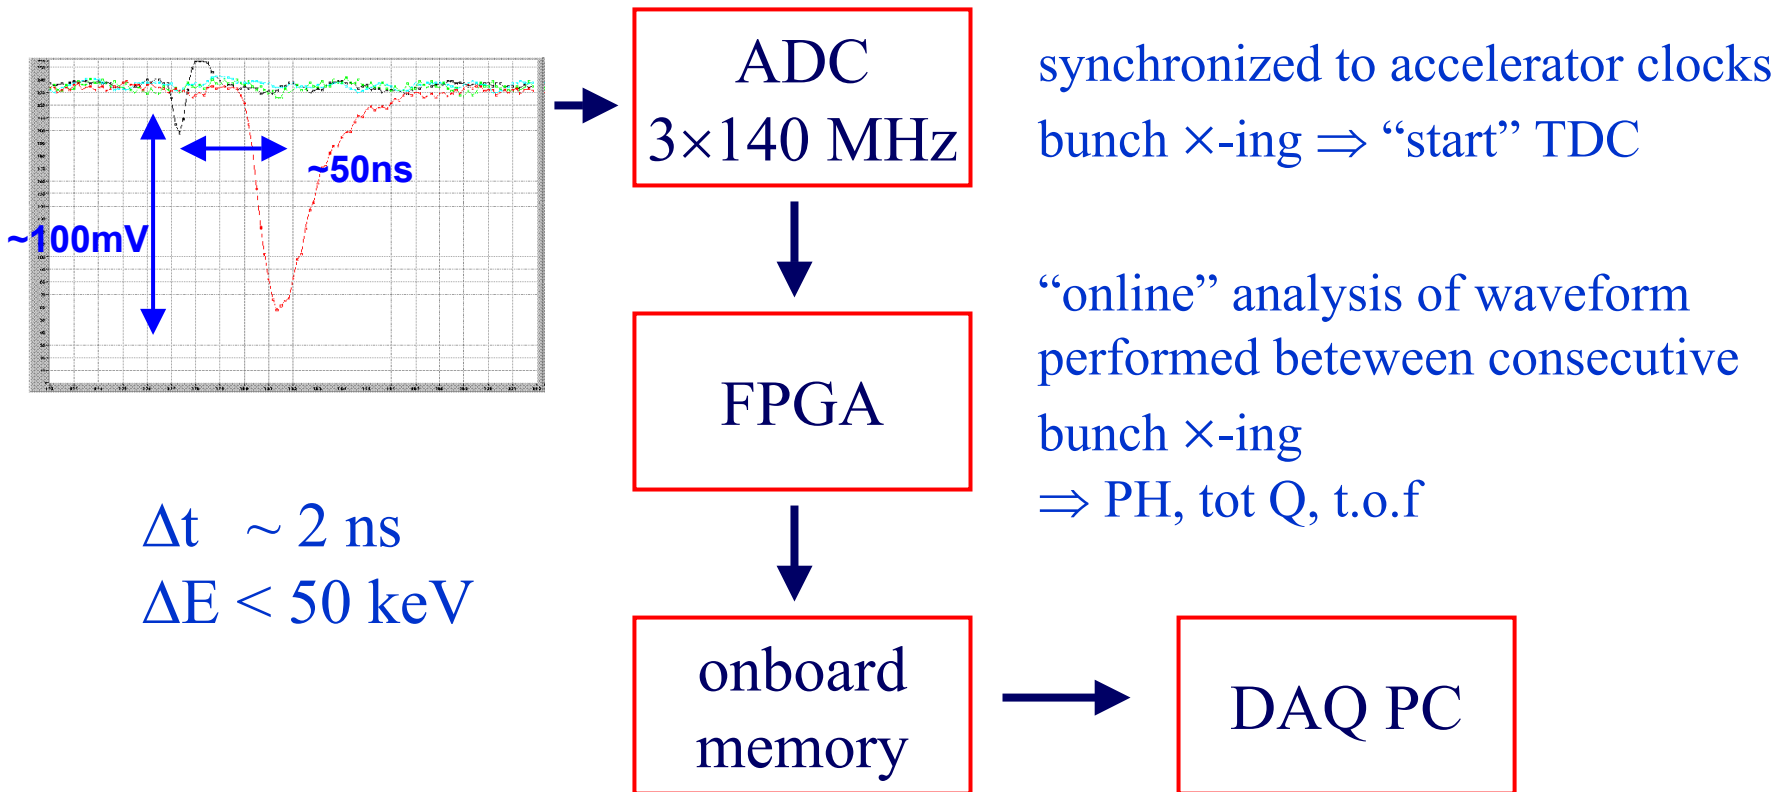 ADC
3×140 MHz
synchronized to accelerator clocks
bunch ×-ing ⇒ “start” TDC
~50ns
~100mV
FPGA
“online” analysis of waveform
performed beteween consecutive
bunch ×-ing
⇒ PH, tot Q, t.o.f
Δt ~ 2 ns
ΔE < 50 keV
onboard
memory
DAQ PC